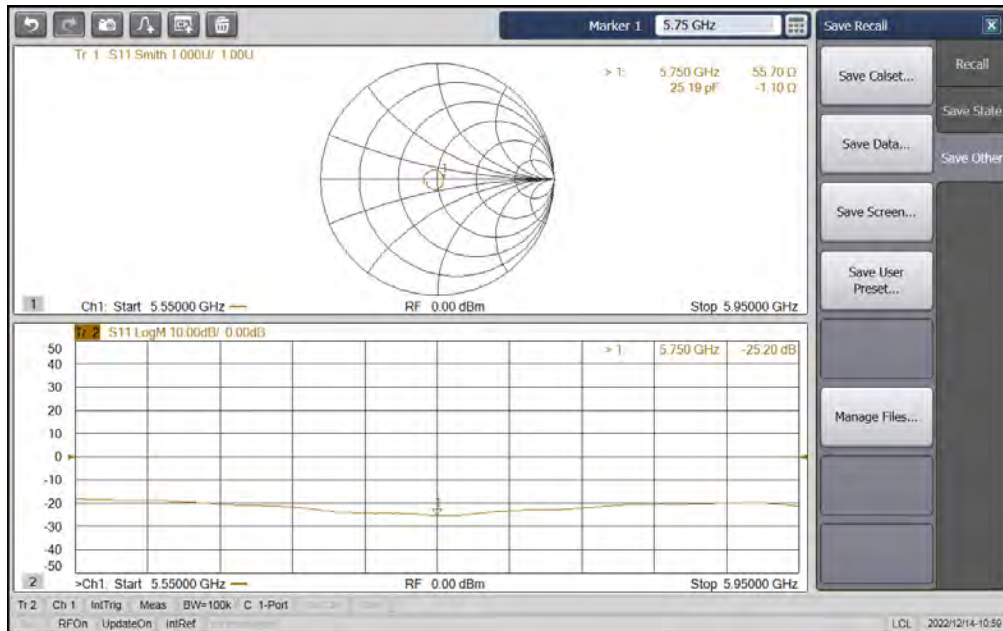 Marker 1 5.75 GHz
Save Recall X
Tr 1 S11 Smith 1.000U/ 1.00U
> 1: 5.750 GHz 55.70 Ω
25.19 pF -1.10 Ω
1
1 Ch1: Start 5.55000 GHz RF 0.00 dBm Stop 5.95000 GHz
Tr 2 S11 LogM 10.00dB/ 0.00dB
> 1: 5.750 GHz -25.20 dB
50
40
30
20
10
0
-10
-20
-30
-40
-50
1
2 >Ch1: Start 5.55000 GHz RF 0.00 dBm Stop 5.95000 GHz
Save Calset...
Save Data...
Save Screen...
Save User
Preset...
Manage Files...
Recall
Save State
Save Other
Tr 2 Ch 1 IntTrig Meas BW=100k C 1-Port
RFOn UpdateOn IntRef LCL 2022/12/14-10:59